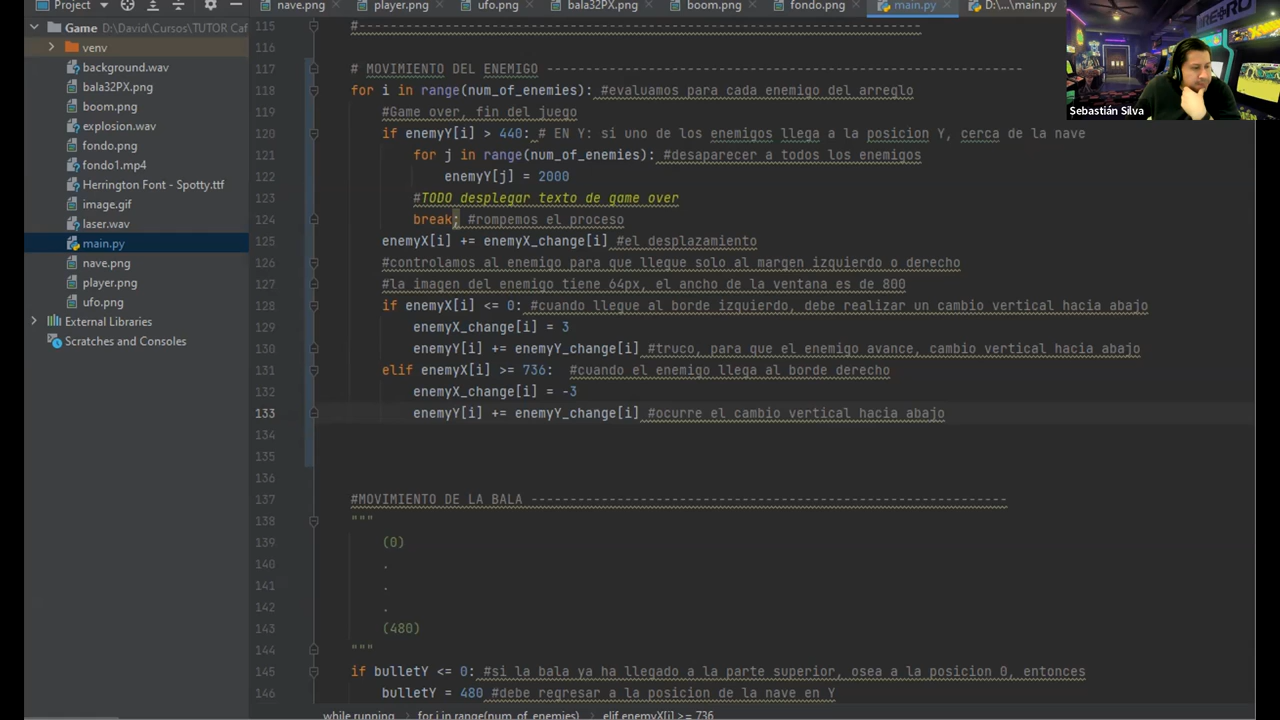 Project
nave.png
player.png
ufo.png
bala32PX.png
boom.png
fondo.png
main.py
D:\...\main.py
Game D:\David\Cursos\TUTOR Caf
venv
background.wav
bala32PX.png
boom.png
explosion.wav
fondo.png
fondo1.mp4
Herrington Font - Spotty.ttf
image.gif
laser.wav
main.py
nave.png
player.png
ufo.png
External Libraries
Scratches and Consoles
115 #------------------------------------------------------------------------
116
117 # MOVIMIENTO DEL ENEMIGO -------------------------------------------------------------
118 for i in range(num_of_enemies): #evaluamos para cada enemigo del arreglo
119 #Game over, fin del juego
120 if enemyY[i] > 440: # EN Y: si uno de los enemigos llega a la posicion Y, cerca de la nave
121 for j in range(num_of_enemies): #desaparecer a todos los enemigos
122 enemyY[j] = 2000
123 #TODO desplegar texto de game over
124 break; #rompemos el proceso
125 enemyX[i] += enemyX_change[i] #el desplazamiento
126 #controlamos al enemigo para que llegue solo al margen izquierdo o derecho
127 #la imagen del enemigo tiene 64px, el ancho de la ventana es de 800
128 if enemyX[i] <= 0: #cuando llegue al borde izquierdo, debe realizar un cambio vertical hacia abajo
129 enemyX_change[i] = 3
130 enemyY[i] += enemyY_change[i] #truco, para que el enemigo avance, cambio vertical hacia abajo
131 elif enemyX[i] >= 736: #cuando el enemigo llega al borde derecho
132 enemyX_change[i] = -3
133 enemyY[i] += enemyY_change[i] #ocurre el cambio vertical hacia abajo
134
135
136
137 #MOVIMIENTO DE LA BALA -------------------------------------------------------------
138 """
139 (0)
140 .
141 .
142 .
143 (480)
144 """
145 if bulletY <= 0: #si la bala ya ha llegado a la parte superior, osea a la posicion 0, entonces
146 bulletY = 480 #debe regresar a la posicion de la nave en Y
while running
for i in range(num_of_enemies)
elif enemyX[i] >= 736
Sebastián Silva